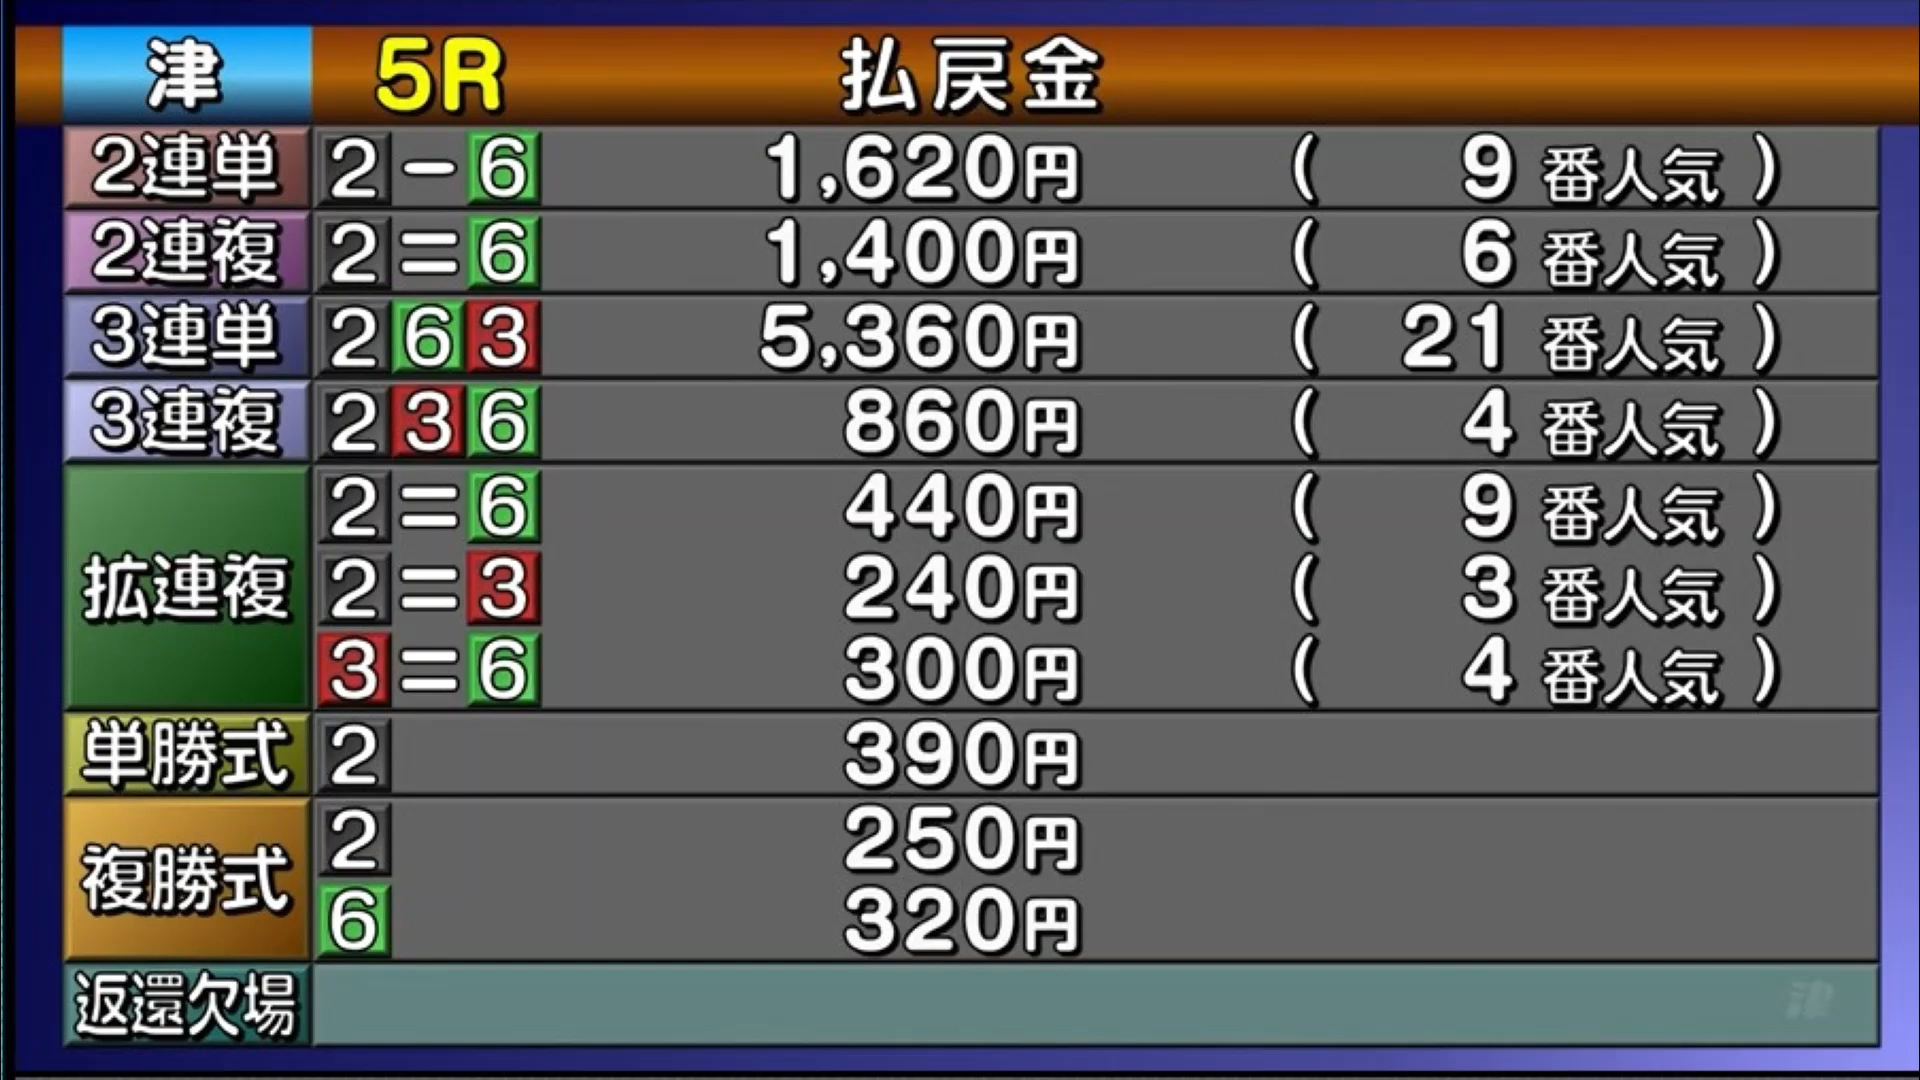 津 5R 払戻金
2連単 2-6 1,620円 ( 9 番人気 )
2連複 2=6 1,400円 ( 6 番人気 )
3連単 2 6 3 5,360円 ( 21 番人気 )
3連複 2 3 6 860円 ( 4 番人気 )
拡連複 2=6 440円 ( 9 番人気 )
2=3 240円 ( 3 番人気 )
3=6 300円 ( 4 番人気 )
単勝式 2 390円
複勝式 2 250円
6 320円
返還欠場
津